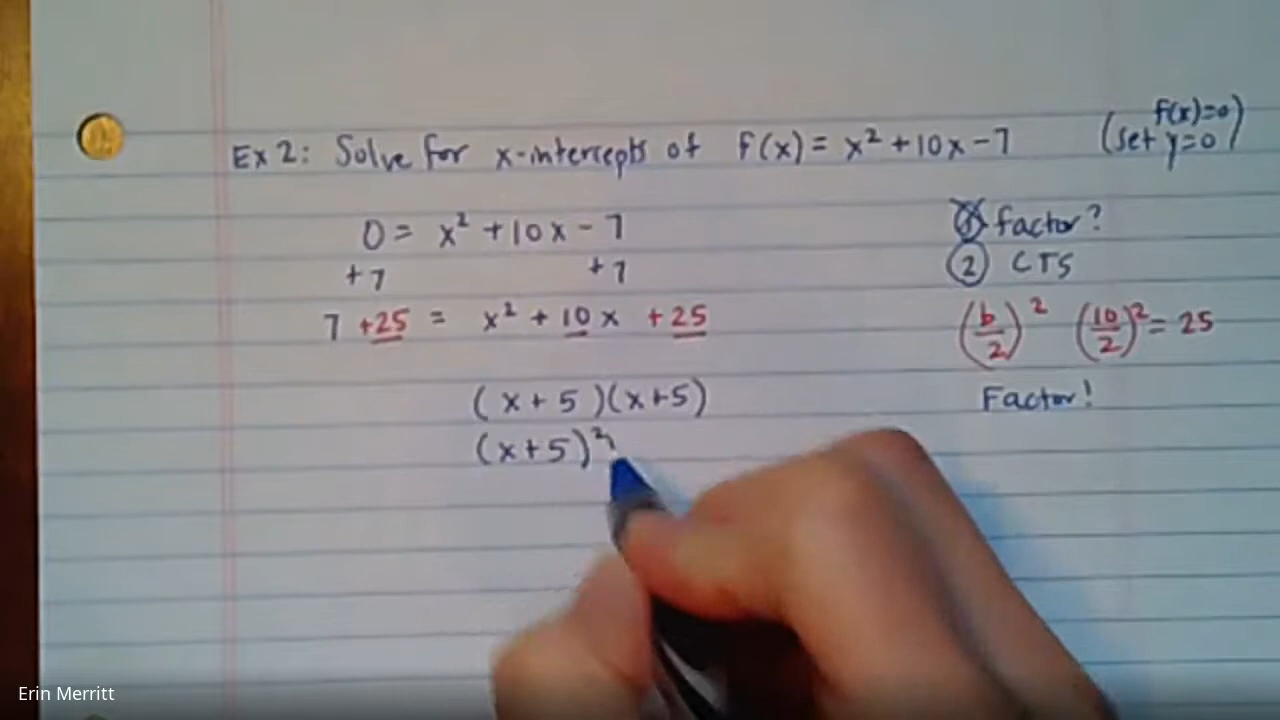 Ex 2: Solve for x-intercepts of f(x) = x² + 10x - 7 (set y=0 f(x)=0)
0 = x² + 10x - 7
① factor?
+7 +7
② CTS
7 +25 = x² + 10x +25
(b/2)² (10/2)² = 25
(x + 5)(x+5)
Factor!
(x+5)²
Erin Merritt